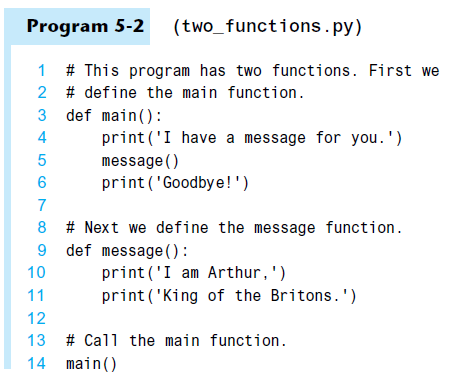 Program 5-2 (two_functions.py)
1 # This program has two functions. First we
2 # define the main function.
3 def main():
4     print('I have a message for you.')
5     message()
6     print('Goodbye!')
7
8 # Next we define the message function.
9 def message():
10     print('I am Arthur,')
11     print('King of the Britons.')
12
13 # Call the main function.
14 main()